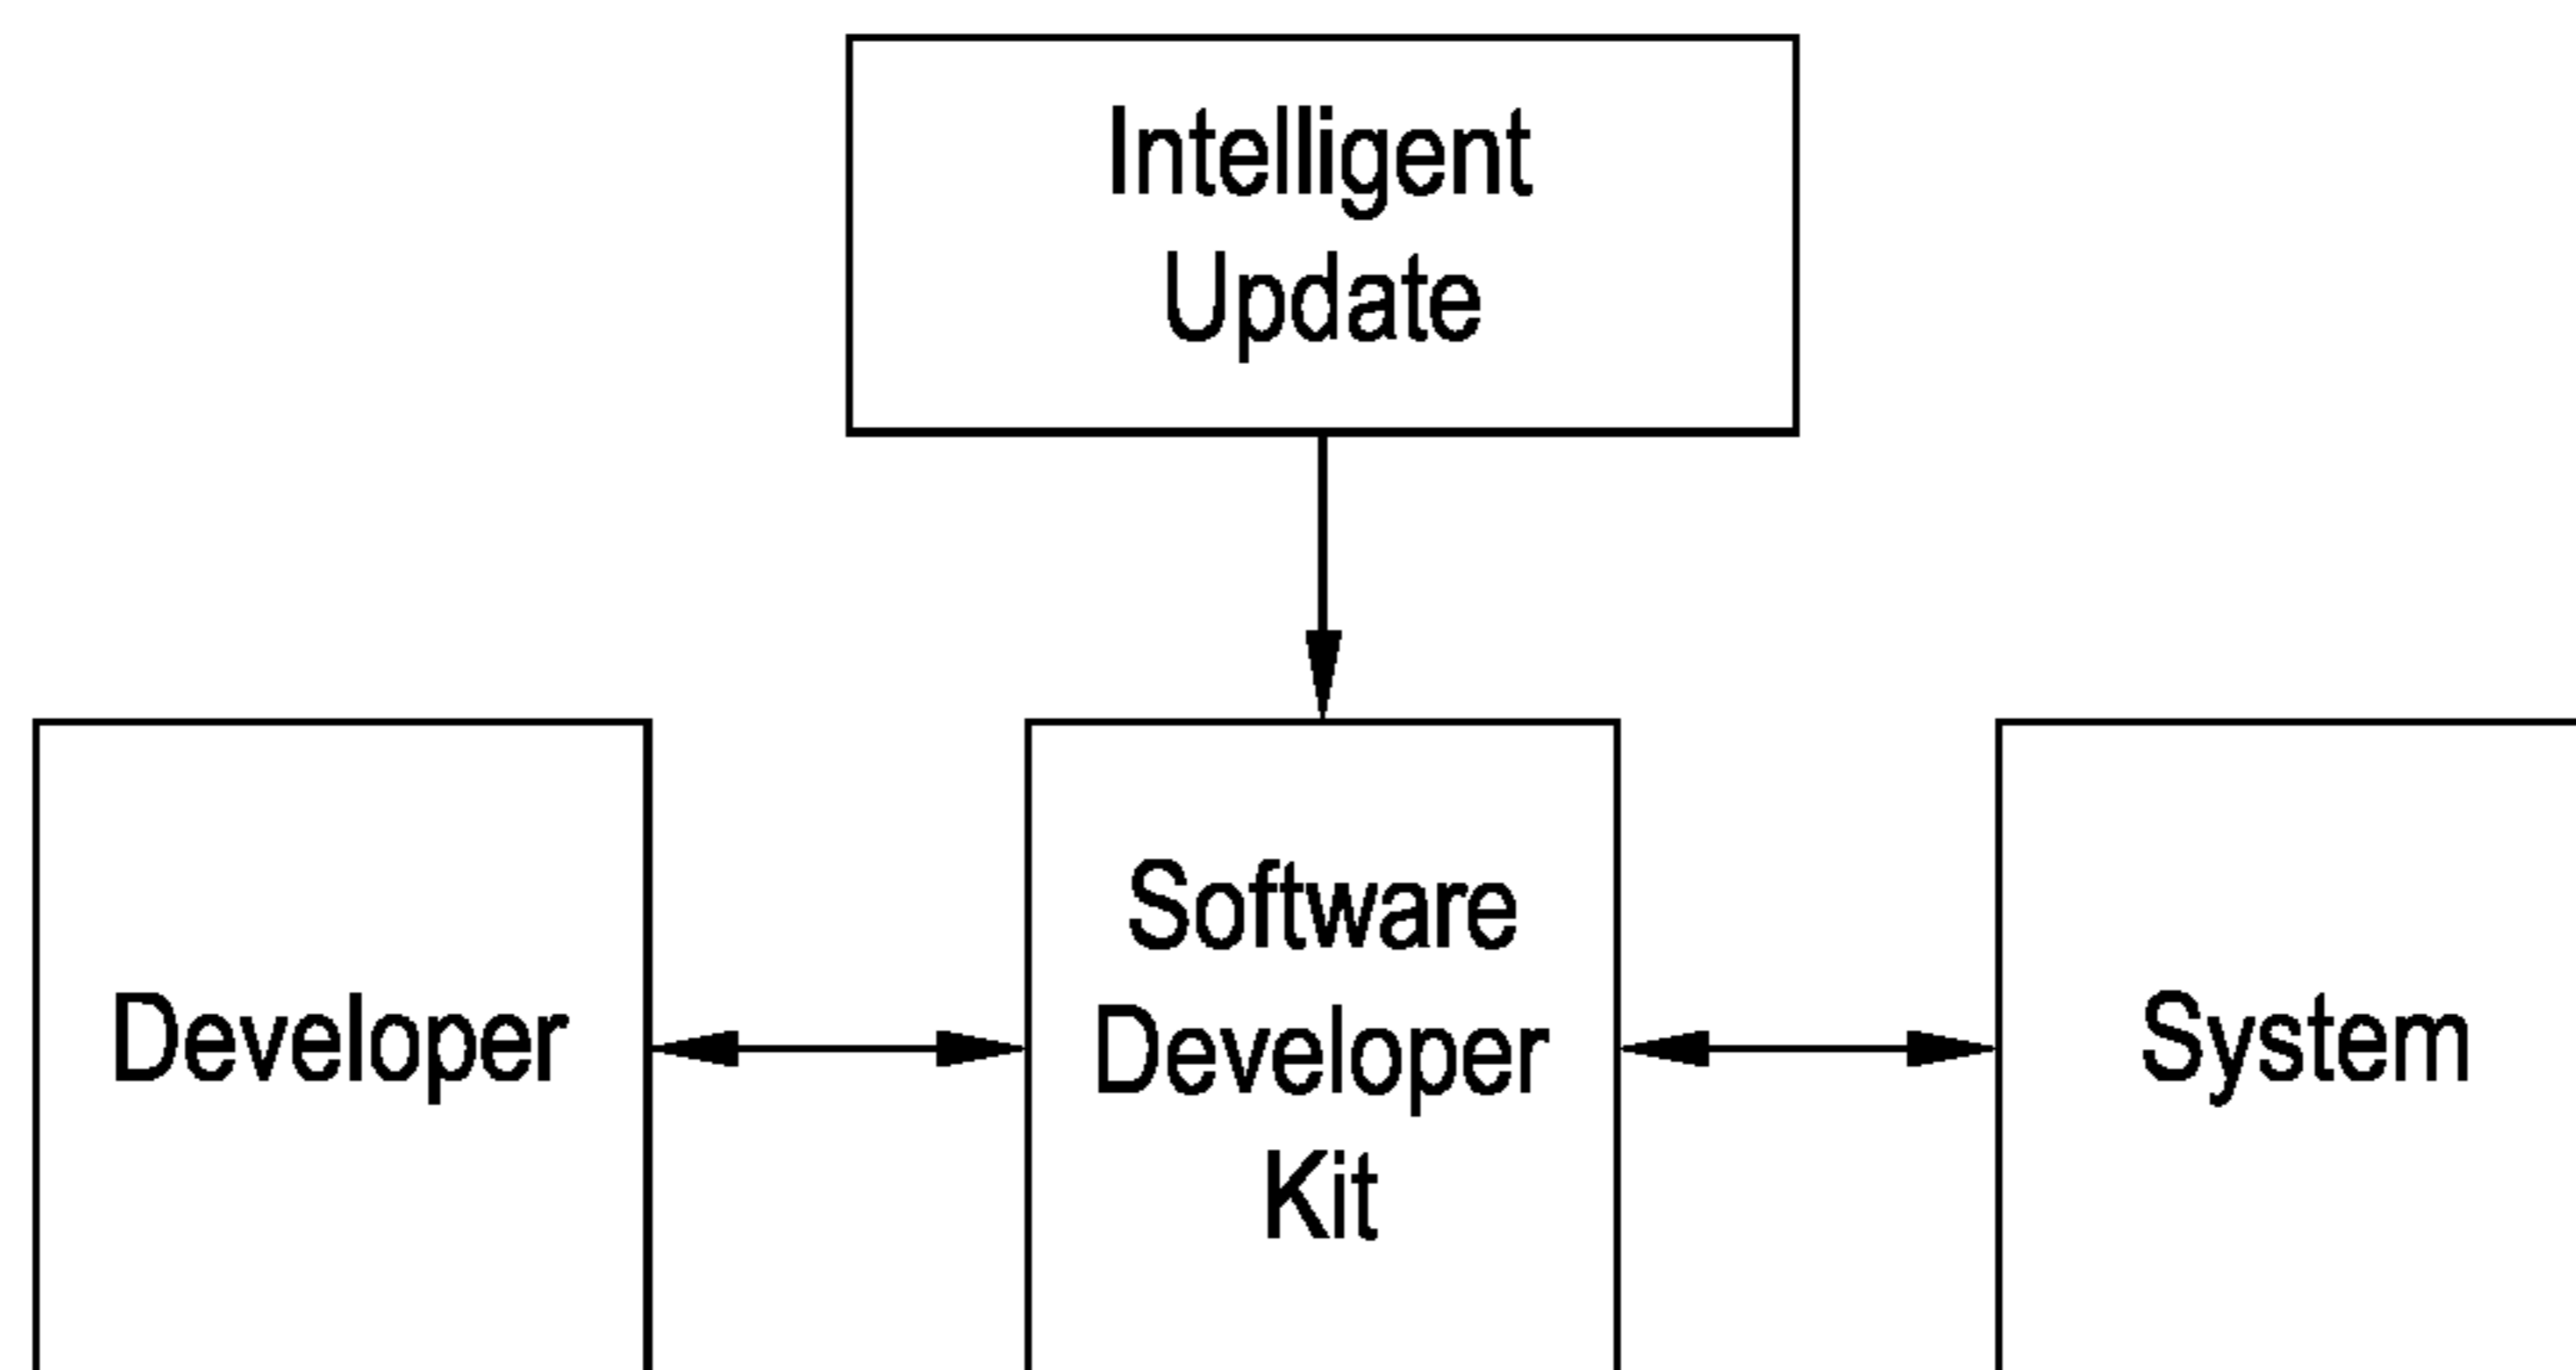 Intelligent
Update
Developer
Software
Developer
Kit
System